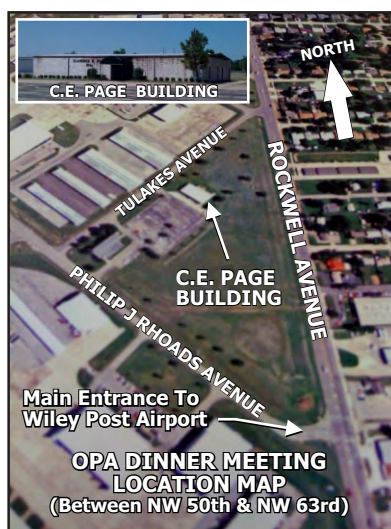 C.E. PAGE BUILDING
NORTH
TULAKES AVENUE
ROCKWELL AVENUE
C.E. PAGE
BUILDING
PHILIP J RHOADS AVENUE
Main Entrance To
Wiley Post Airport
OPA DINNER MEETING
LOCATION MAP
(Between NW 50th & NW 63rd)